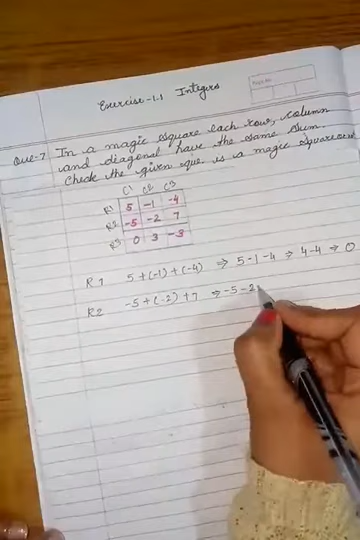 Exercise-1.1 Integers
Que-7 In a magic square each row, column
and diagonal have the same sum.
Check the given que. is a magic square or
C1 C2 C3
R1 5 -1 -4
R2 -5 -2 7
R3 0 3 -3
R1 5+(-1)+(-4) ⇒ 5-1-4 ⇒ 4-4 ⇒ 0
R2 -5+(-2)+7 ⇒ -5-2